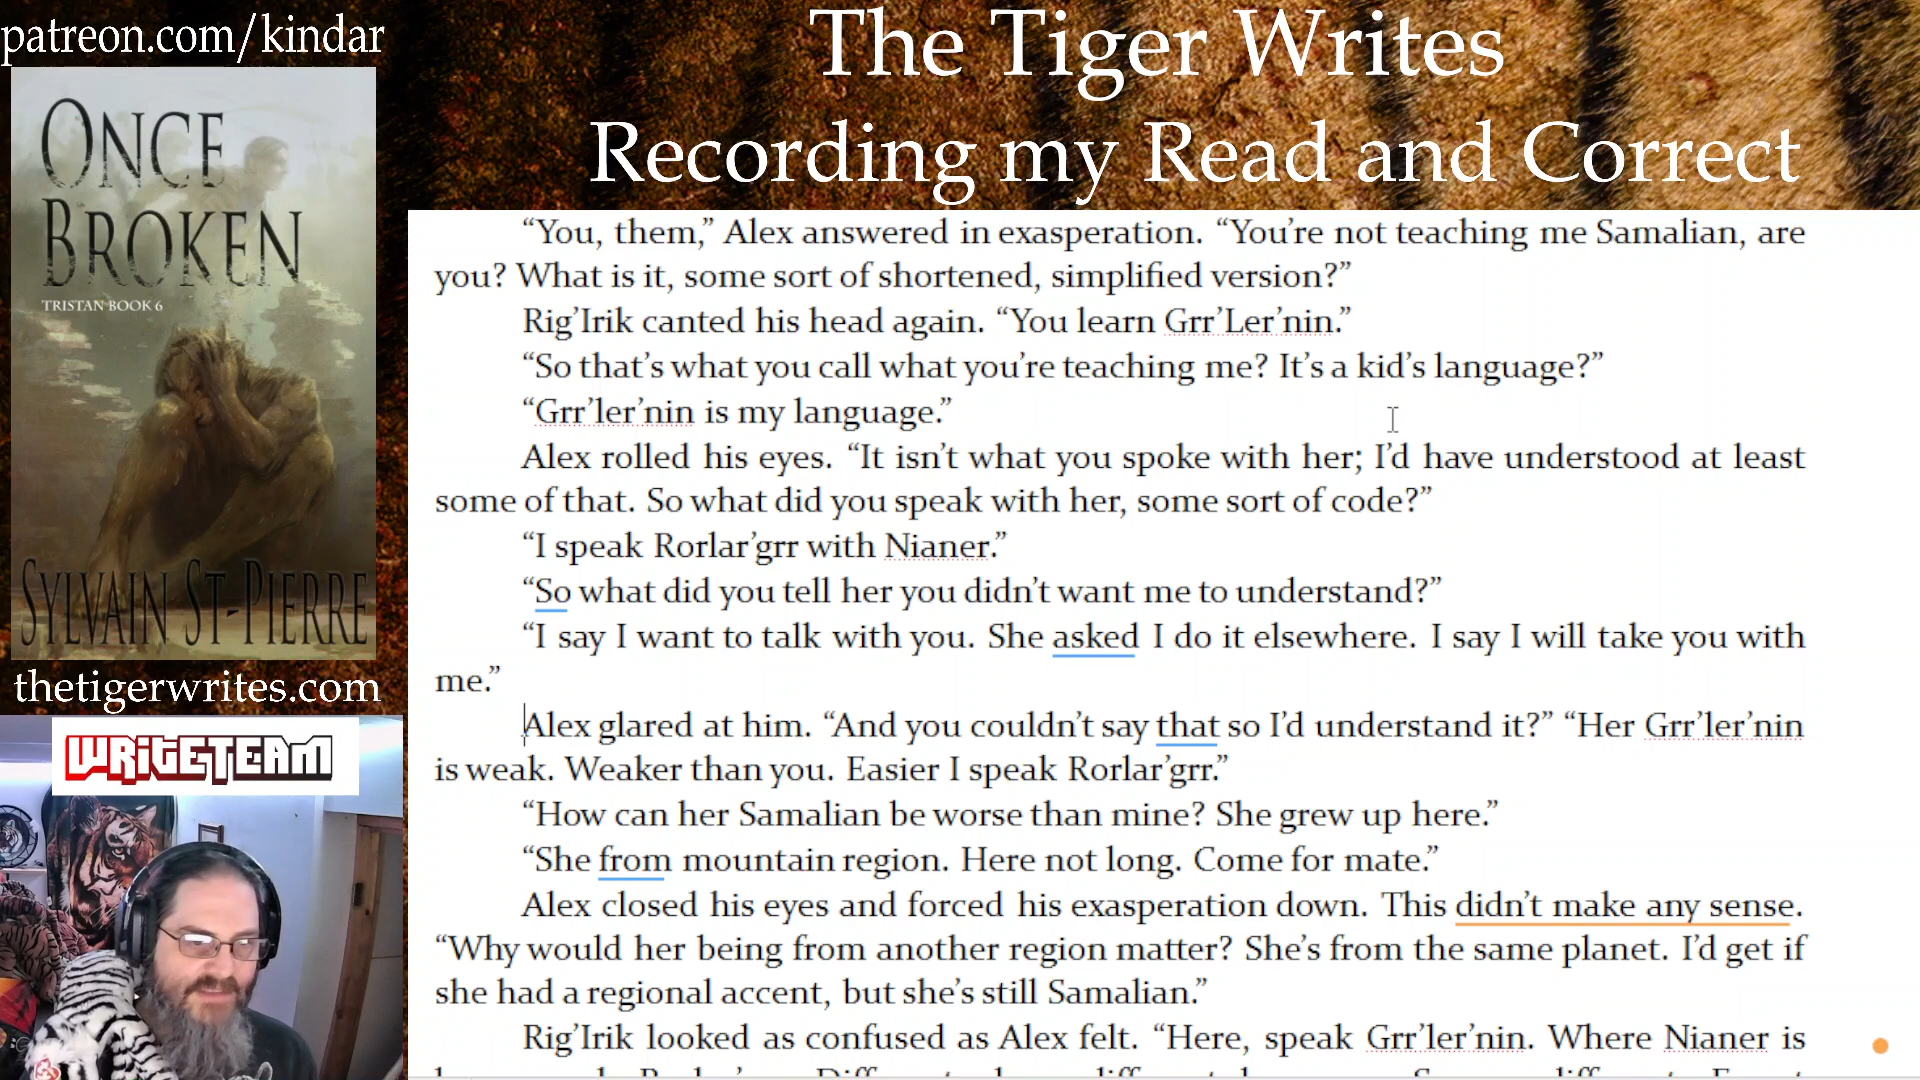 patreon.com/kindar
The Tiger Writes
Recording my Read and Correct
ONCE
BROKEN
TRISTAN BOOK 6
SYLVAIN ST-PIERRE
thetigerwrites.com
WRITETEAM
“You, them,” Alex answered in exasperation. “You’re not teaching me Samalian, are
you? What is it, some sort of shortened, simplified version?”
Rig’Irik canted his head again. “You learn Grr’Ler’nin.”
“So that’s what you call what you’re teaching me? It’s a kid’s language?”
“Grr’ler’nin is my language.”
Alex rolled his eyes. “It isn’t what you spoke with her; I’d have understood at least
some of that. So what did you speak with her, some sort of code?”
“I speak Rorlar’grr with Nianer.”
“So what did you tell her you didn’t want me to understand?”
“I say I want to talk with you. She asked I do it elsewhere. I say I will take you with
me.”
Alex glared at him. “And you couldn’t say that so I’d understand it?” “Her Grr’ler’nin
is weak. Weaker than you. Easier I speak Rorlar’grr.”
“How can her Samalian be worse than mine? She grew up here.”
“She from mountain region. Here not long. Come for mate.”
Alex closed his eyes and forced his exasperation down. This didn’t make any sense.
“Why would her being from another region matter? She’s from the same planet. I’d get if
she had a regional accent, but she’s still Samalian.”
Rig’Irik looked as confused as Alex felt. “Here, speak Grr’ler’nin. Where Nianer is